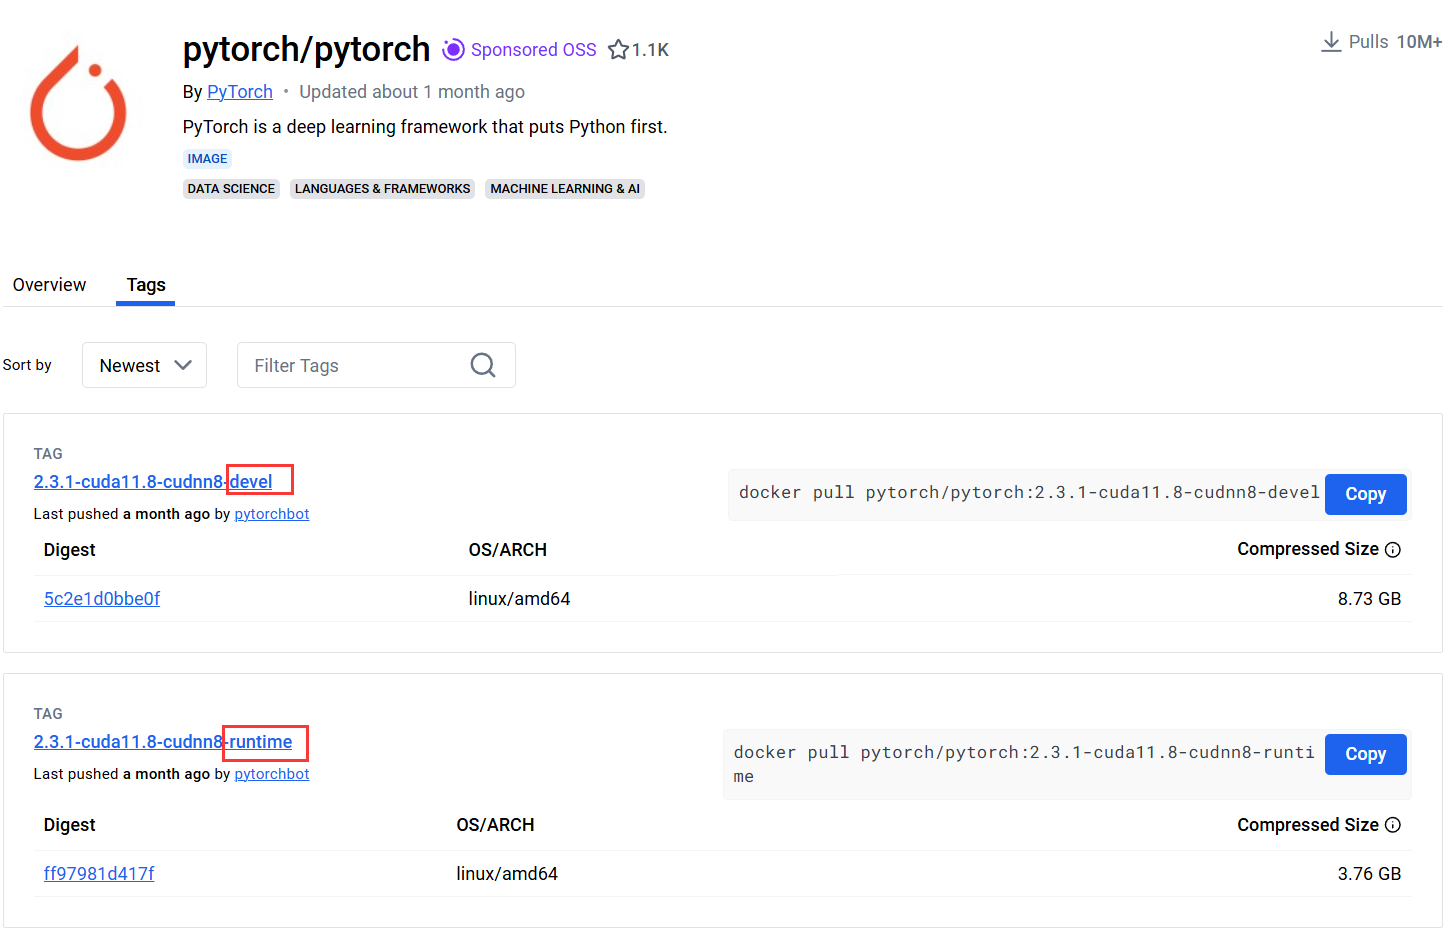 pytorch/pytorch Sponsored OSS 1.1K
Pulls 10M+
By PyTorch • Updated about 1 month ago
PyTorch is a deep learning framework that puts Python first.
IMAGE
DATA SCIENCE LANGUAGES & FRAMEWORKS MACHINE LEARNING & AI
Overview Tags
Sort by Newest Filter Tags
TAG
2.3.1-cuda11.8-cudnn8-devel
docker pull pytorch/pytorch:2.3.1-cuda11.8-cudnn8-devel Copy
Last pushed a month ago by pytorchbot
Digest OS/ARCH Compressed Size
5c2e1d0bbe0f linux/amd64 8.73 GB
TAG
2.3.1-cuda11.8-cudnn8-runtime
docker pull pytorch/pytorch:2.3.1-cuda11.8-cudnn8-runti
me
Copy
Last pushed a month ago by pytorchbot
Digest OS/ARCH Compressed Size
ff97981d417f linux/amd64 3.76 GB